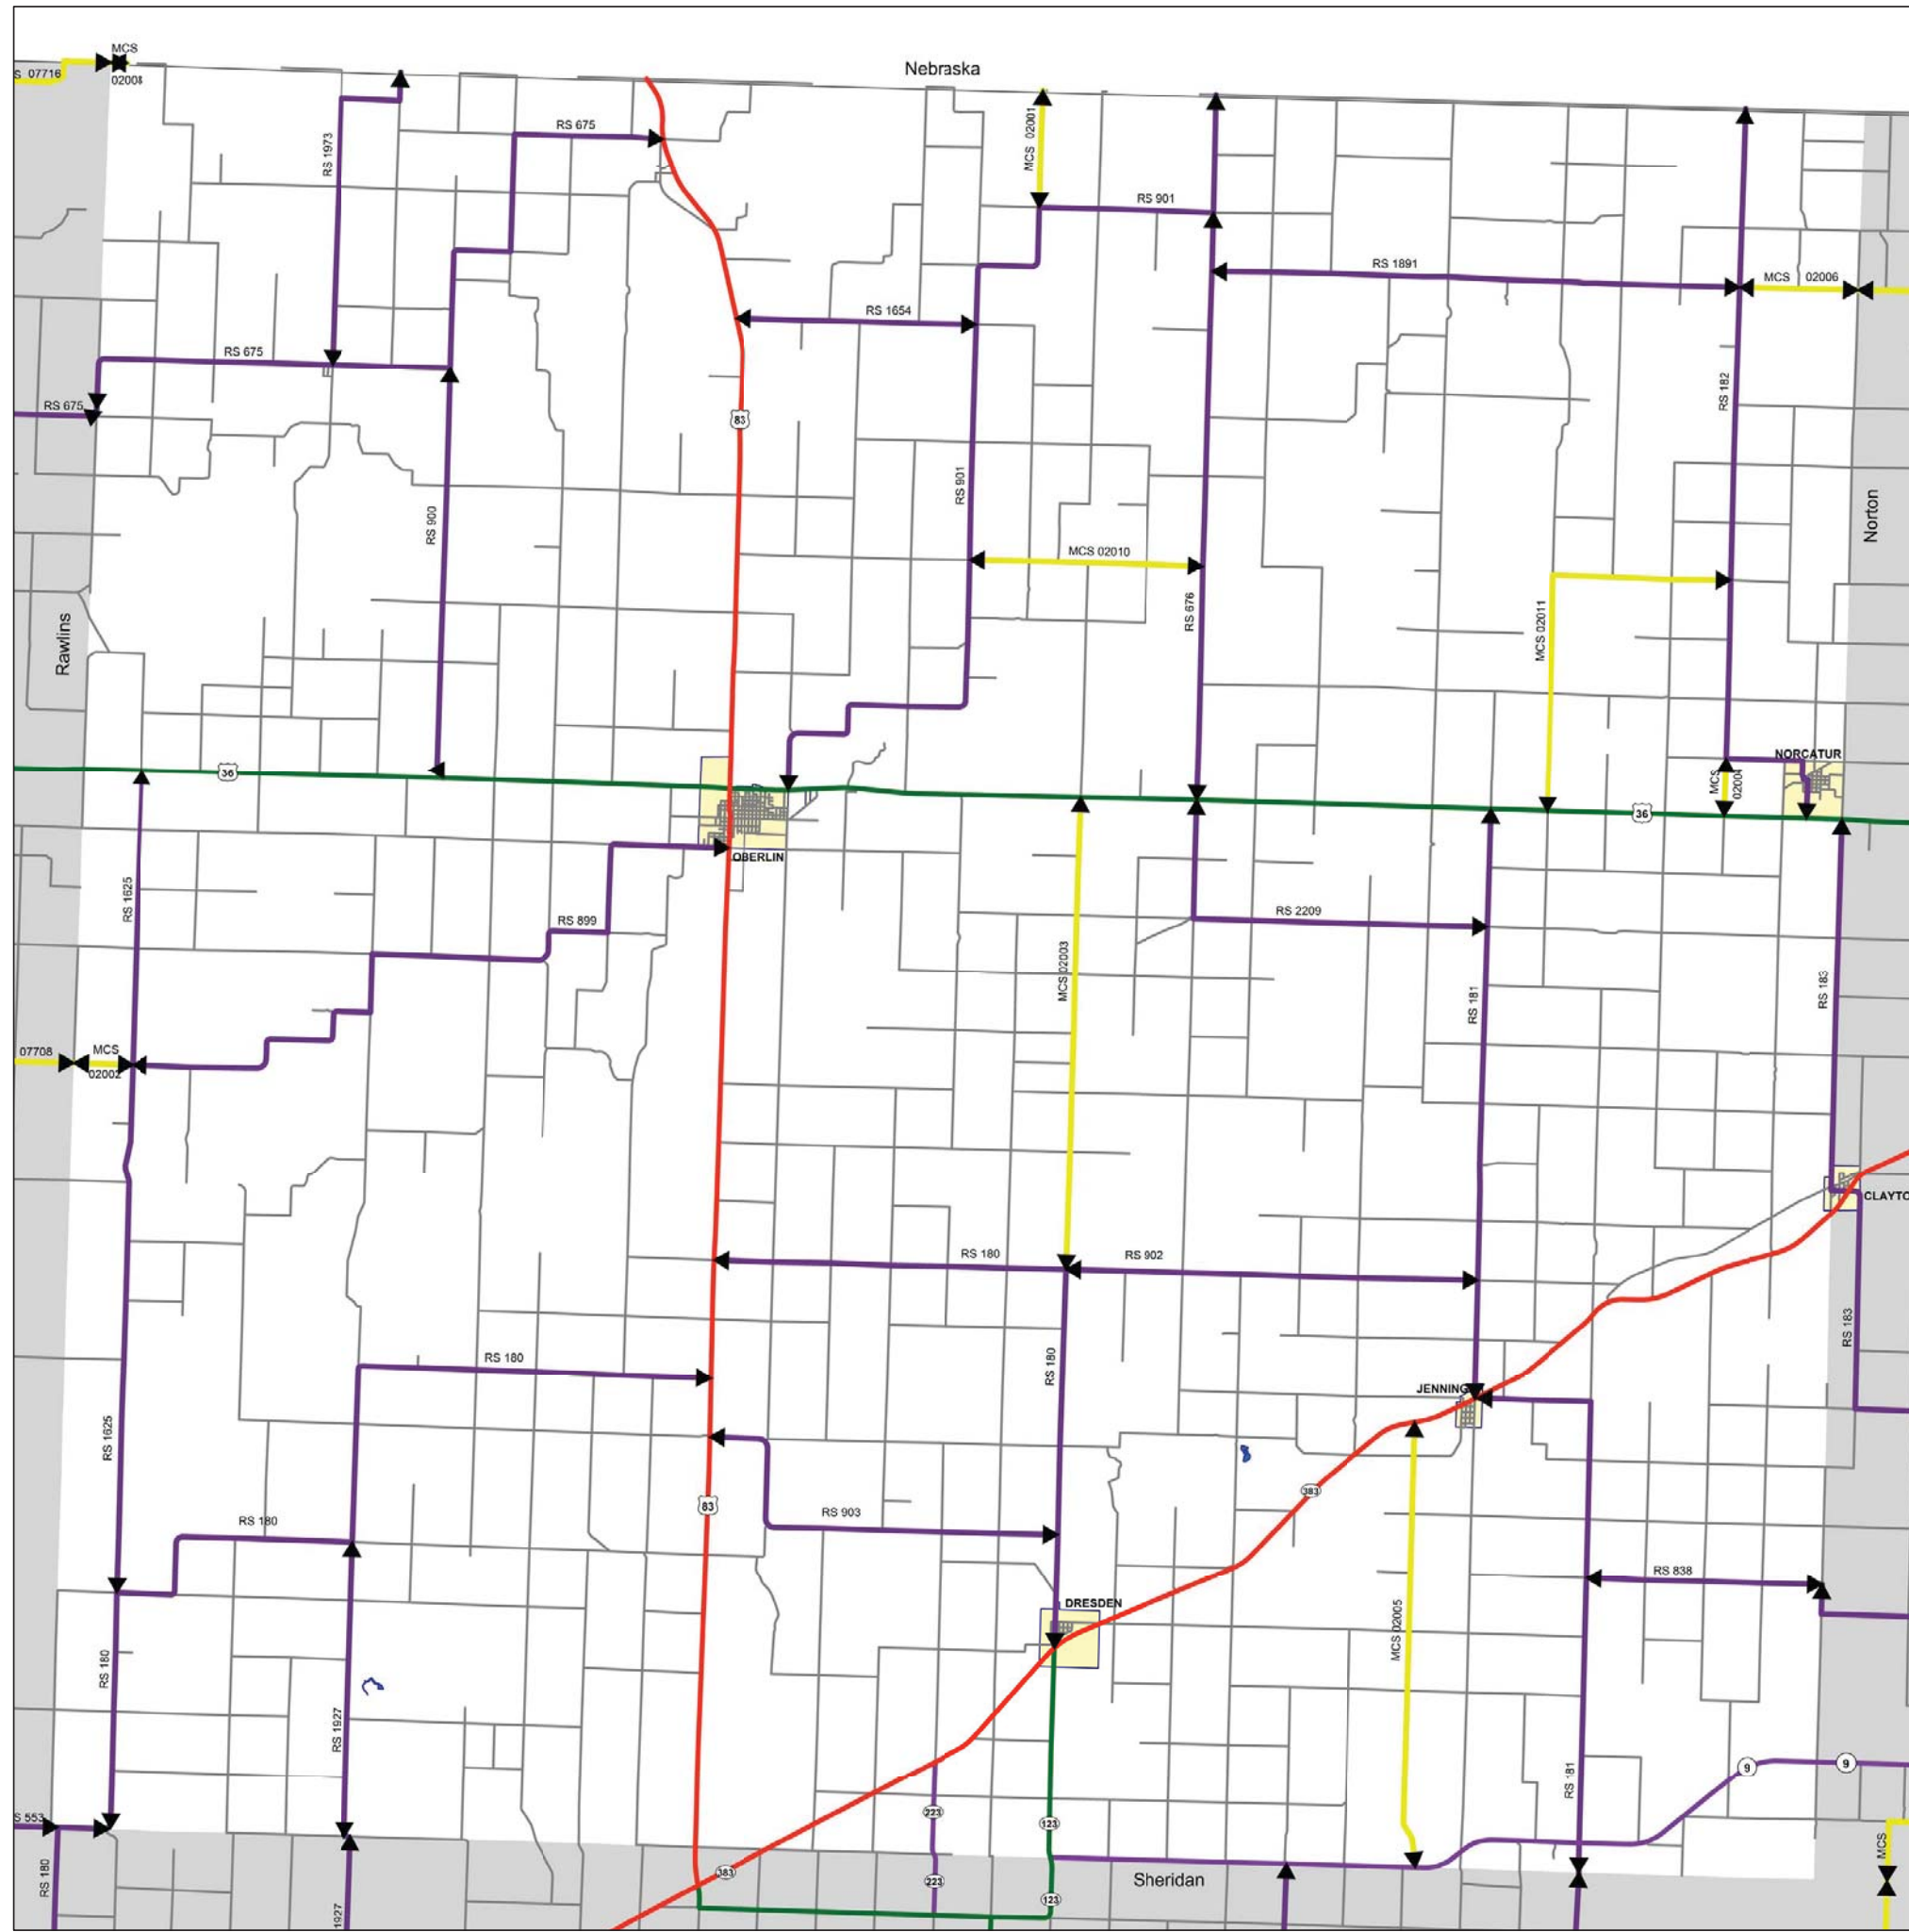 MCS
S 07716
02008
Nebraska
RS 675
RS 1973
MCS 02001
RS 901
RS 1891
MCS 02006
RS 1654
RS 675
RS 182
RS 675
83
RS 901
RS 900
Norton
MCS 02010
RS 676
MCS 02011
Rawlins
NORCATUR
36
MCS 02004
36
OBERLIN
RS 1625
RS 899
RS 2209
MCS 02003
RS 181
RS 183
07708
MCS
02002
CLAYTO
RS 180
RS 902
RS 183
RS 180
RS 180
JENNING
RS 1625
383
83
RS 903
RS 180
RS 838
DRESDEN
MCS 02005
RS 180
RS 1927
9
9
RS 181
223
123
S 553
MCS
383
Sheridan
223
RS 180
123
1927